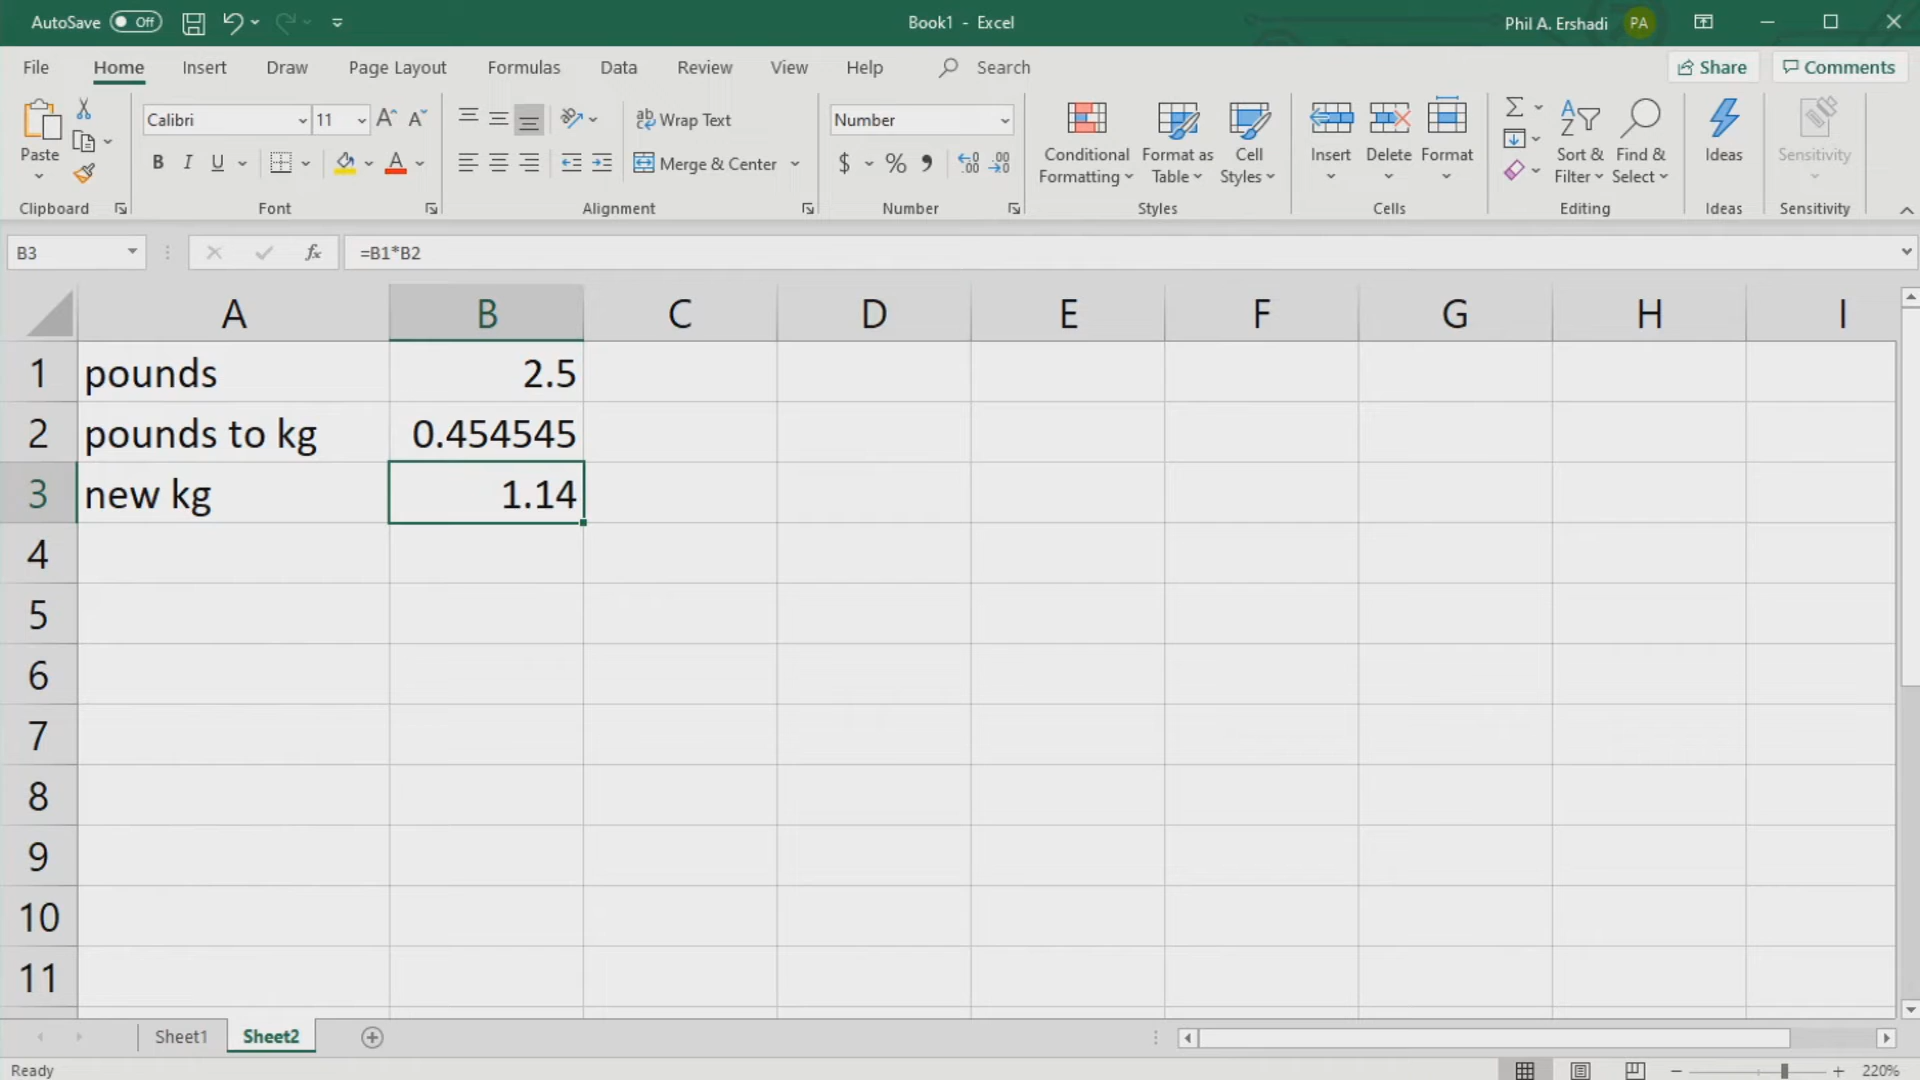 AutoSave Off Book1 - Excel Phil A. Ershadi PA
File Home Insert Draw Page Layout Formulas Data Review View Help Search Share Comments
Paste
Clipboard
Calibri 11
B I U
Font
ab Wrap Text
Merge & Center
Alignment
Number
$ % ,
Number
Conditional Formatting
Format as Table
Cell Styles
Styles
Insert Delete Format
Cells
Sort & Filter
Find & Select
Editing
Ideas
Ideas
Sensitivity
Sensitivity
B3 fx =B1*B2
A B C D E F G H I
1 pounds 2.5
2 pounds to kg 0.454545
3 new kg 1.14
4
5
6
7
8
9
10
11
Sheet1 Sheet2
Ready 220%